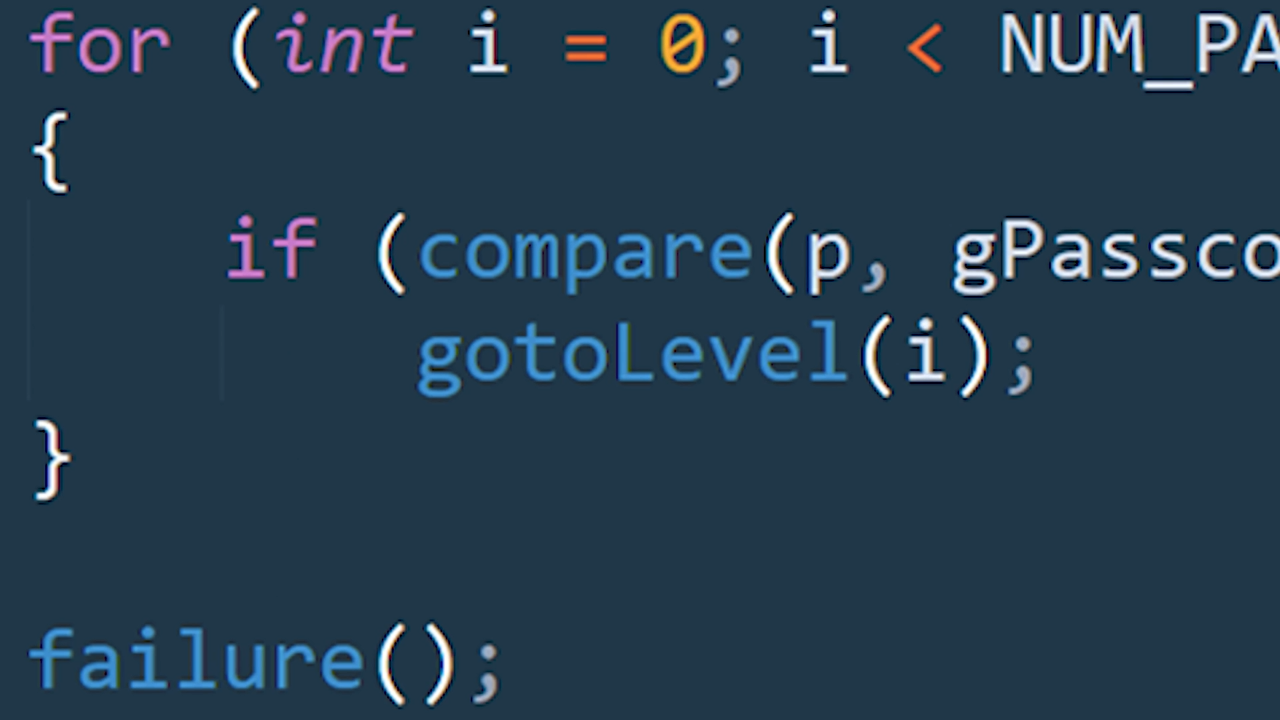 for (int i = 0; i < NUM_PA
{
    if (compare(p, gPassco
        gotoLevel(i);
}

failure();